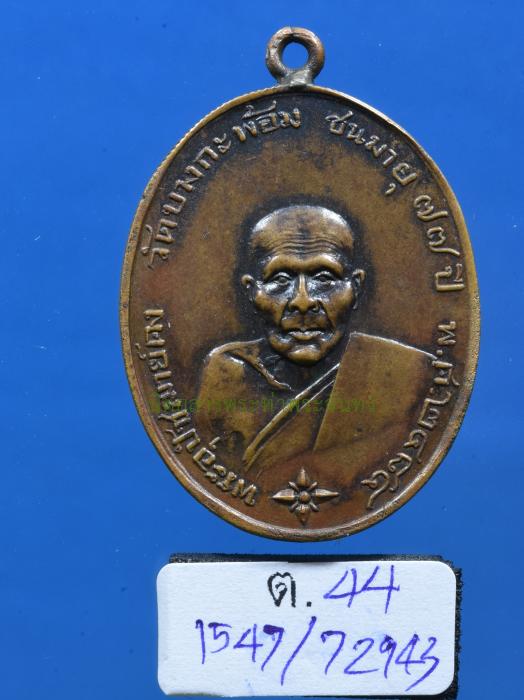 พระอุปัชฌาย์คง วัดบางกะพ้อม ชนมายุ ๗๗ ปี พ.ศ. ๒๔๘๔
ต. 44
1547/72943